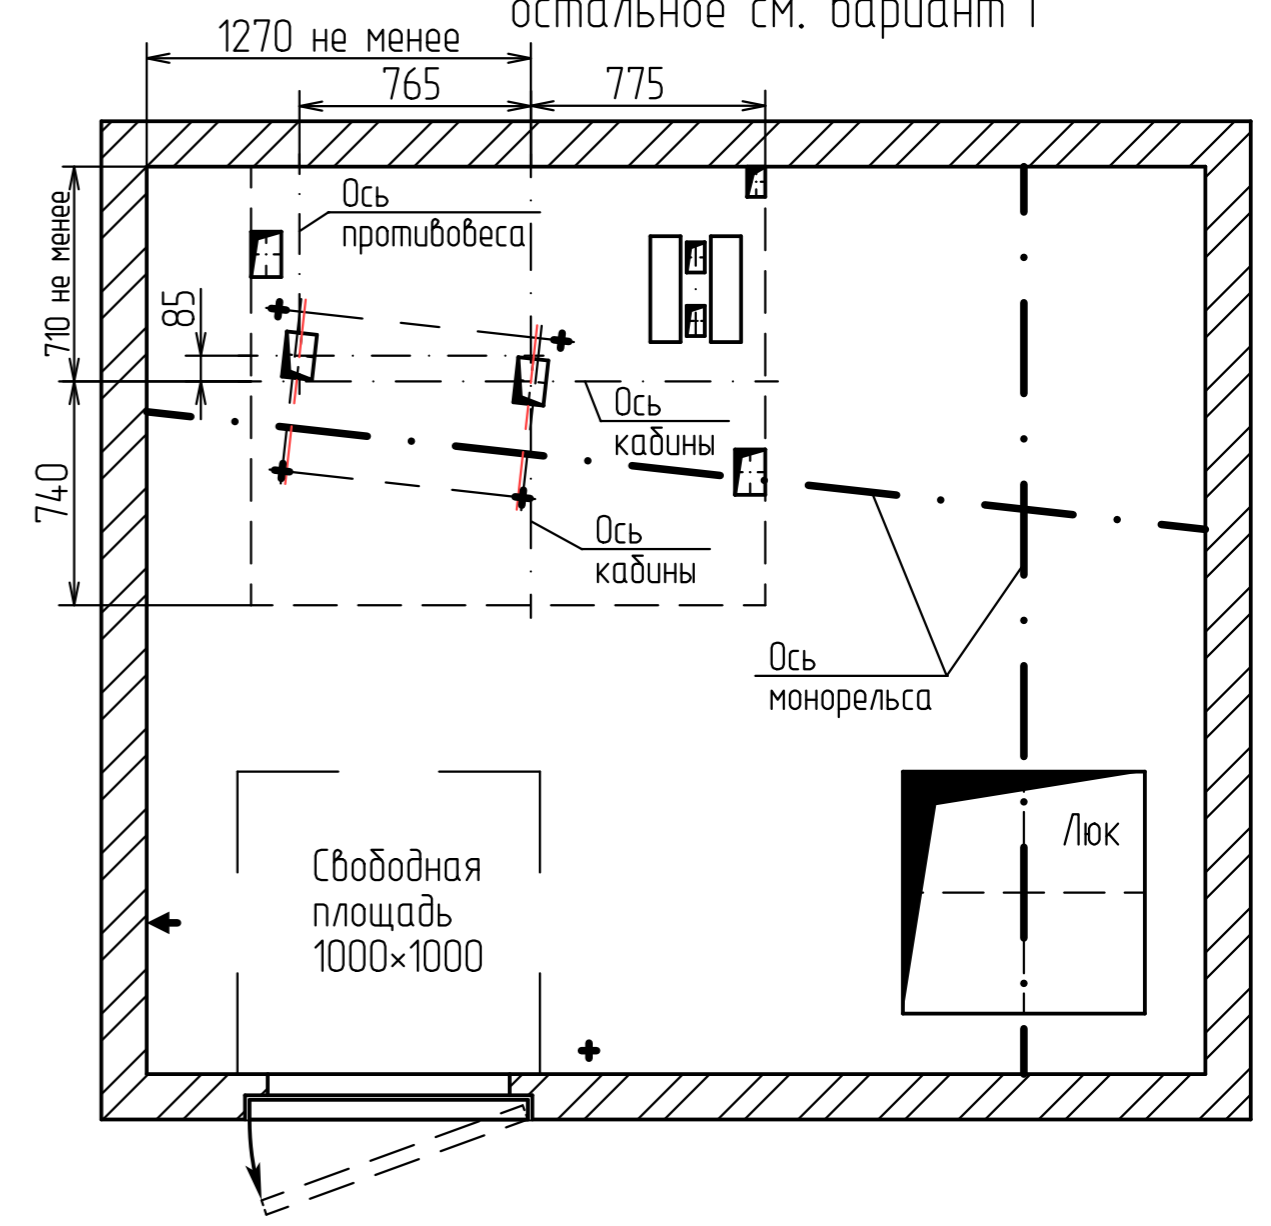 остальное см. вариант 1
1270 не менее
765
775
710 не менее
85
740
Ось
противовеса
Ось
кабины
Ось
кабины
Ось
монорельса
Люк
Свободная
площадь
1000×1000